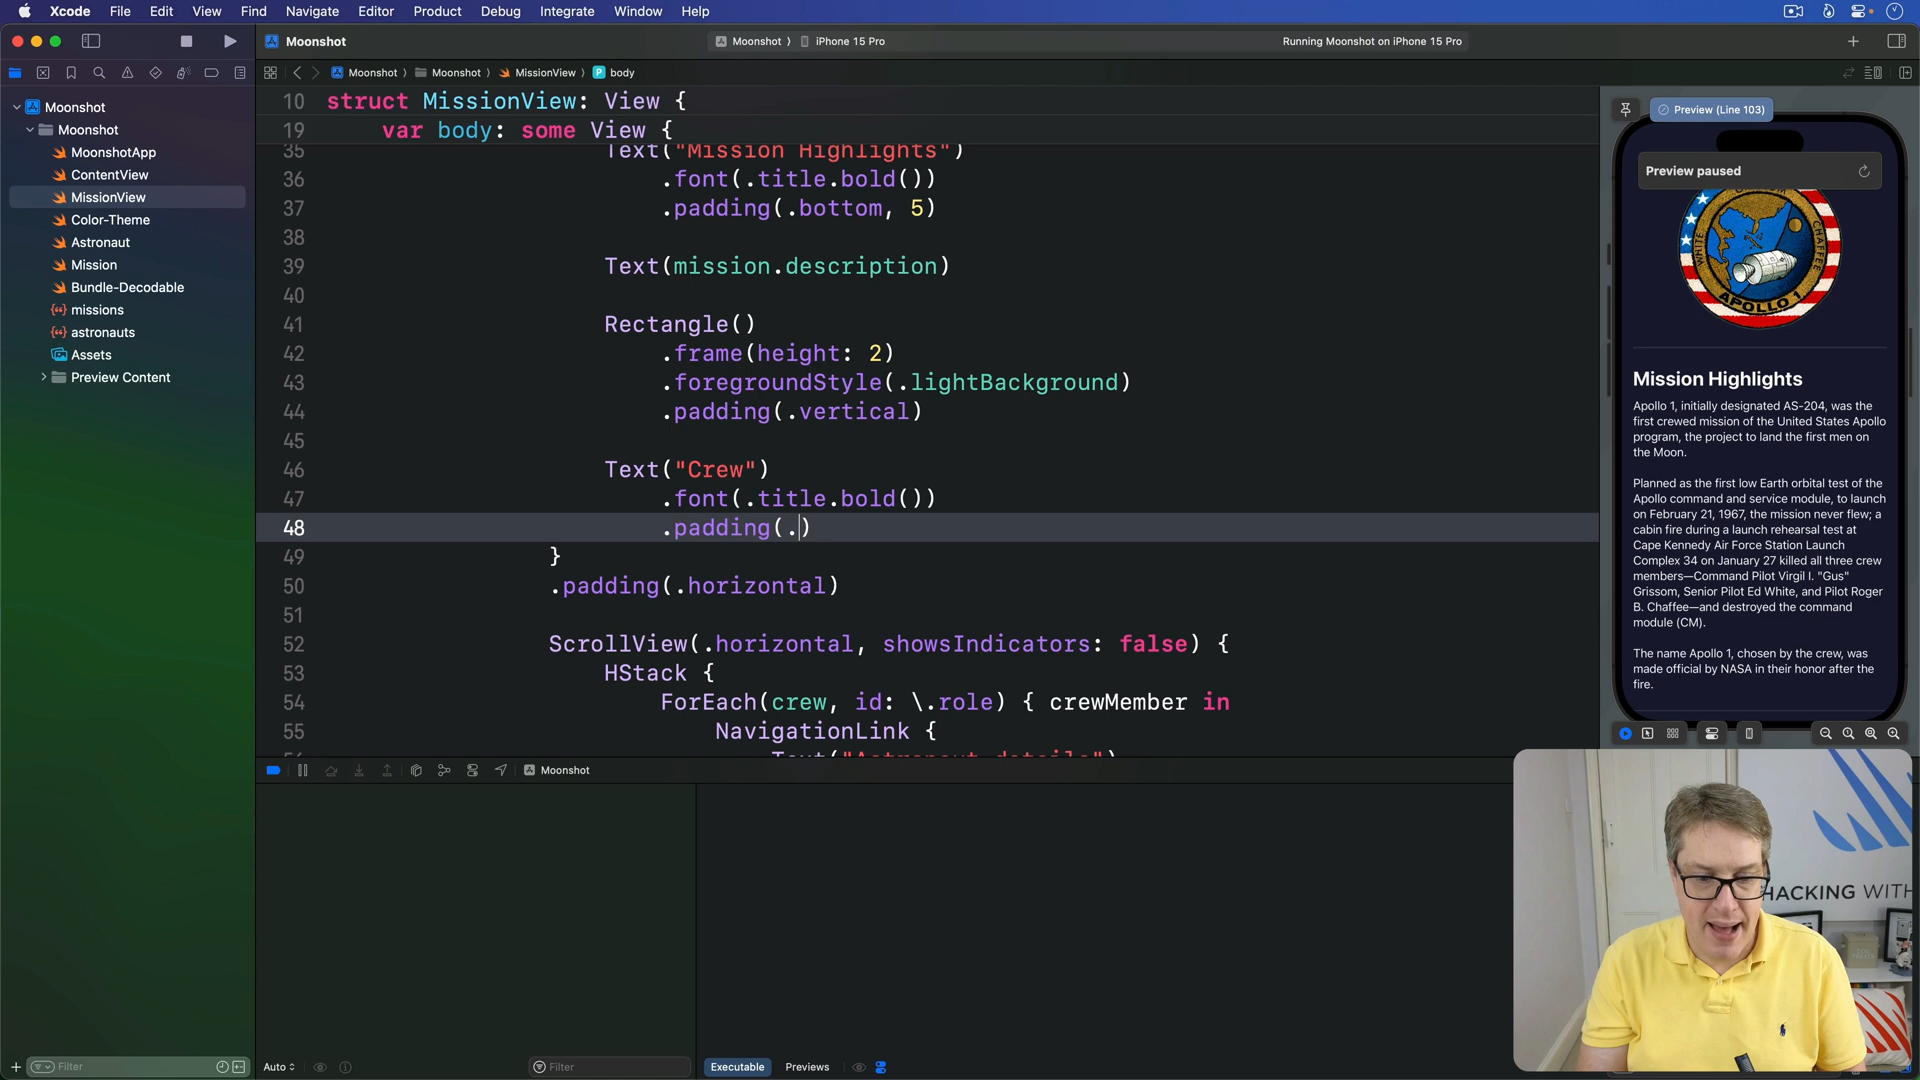 Xcode File Edit View Find Navigate Editor Product Debug Integrate Window Help
Moonshot
Moonshot iPhone 15 Pro
Running Moonshot on iPhone 15 Pro
Moonshot Moonshot MissionView body
Moonshot
Moonshot
MoonshotApp
ContentView
MissionView
Color-Theme
Astronaut
Mission
Bundle-Decodable
missions
astronauts
Assets
Preview Content
10 struct MissionView: View {
19 var body: some View {
35 Text("Mission Highlights")
36 .font(.title.bold())
37 .padding(.bottom, 5)
38
39 Text(mission.description)
40
41 Rectangle()
42 .frame(height: 2)
43 .foregroundStyle(.lightBackground)
44 .padding(.vertical)
45
46 Text("Crew")
47 .font(.title.bold())
48 .padding(.)
49 }
50 .padding(.horizontal)
51
52 ScrollView(.horizontal, showsIndicators: false) {
53 HStack {
54 ForEach(crew, id: \.role) { crewMember in
55 NavigationLink {
Text("Astronaut details")
Preview (Line 103)
Preview paused
WHITE
CHAFFEE
APOLLO 1
Mission Highlights
Apollo 1, initially designated AS-204, was the
first crewed mission of the United States Apollo
program, the project to land the first men on
the Moon.
Planned as the first low Earth orbital test of the
Apollo command and service module, to launch
on February 21, 1967, the mission never flew; a
cabin fire during a launch rehearsal test at
Cape Kennedy Air Force Station Launch
Complex 34 on January 27 killed all three crew
members—Command Pilot Virgil I. "Gus"
Grissom, Senior Pilot Ed White, and Pilot Roger
B. Chaffee—and destroyed the command
module (CM).
The name Apollo 1, chosen by the crew, was
made official by NASA in their honor after the
fire.
Moonshot
HACKING WITH
Filter
Auto
Filter
Executable
Previews